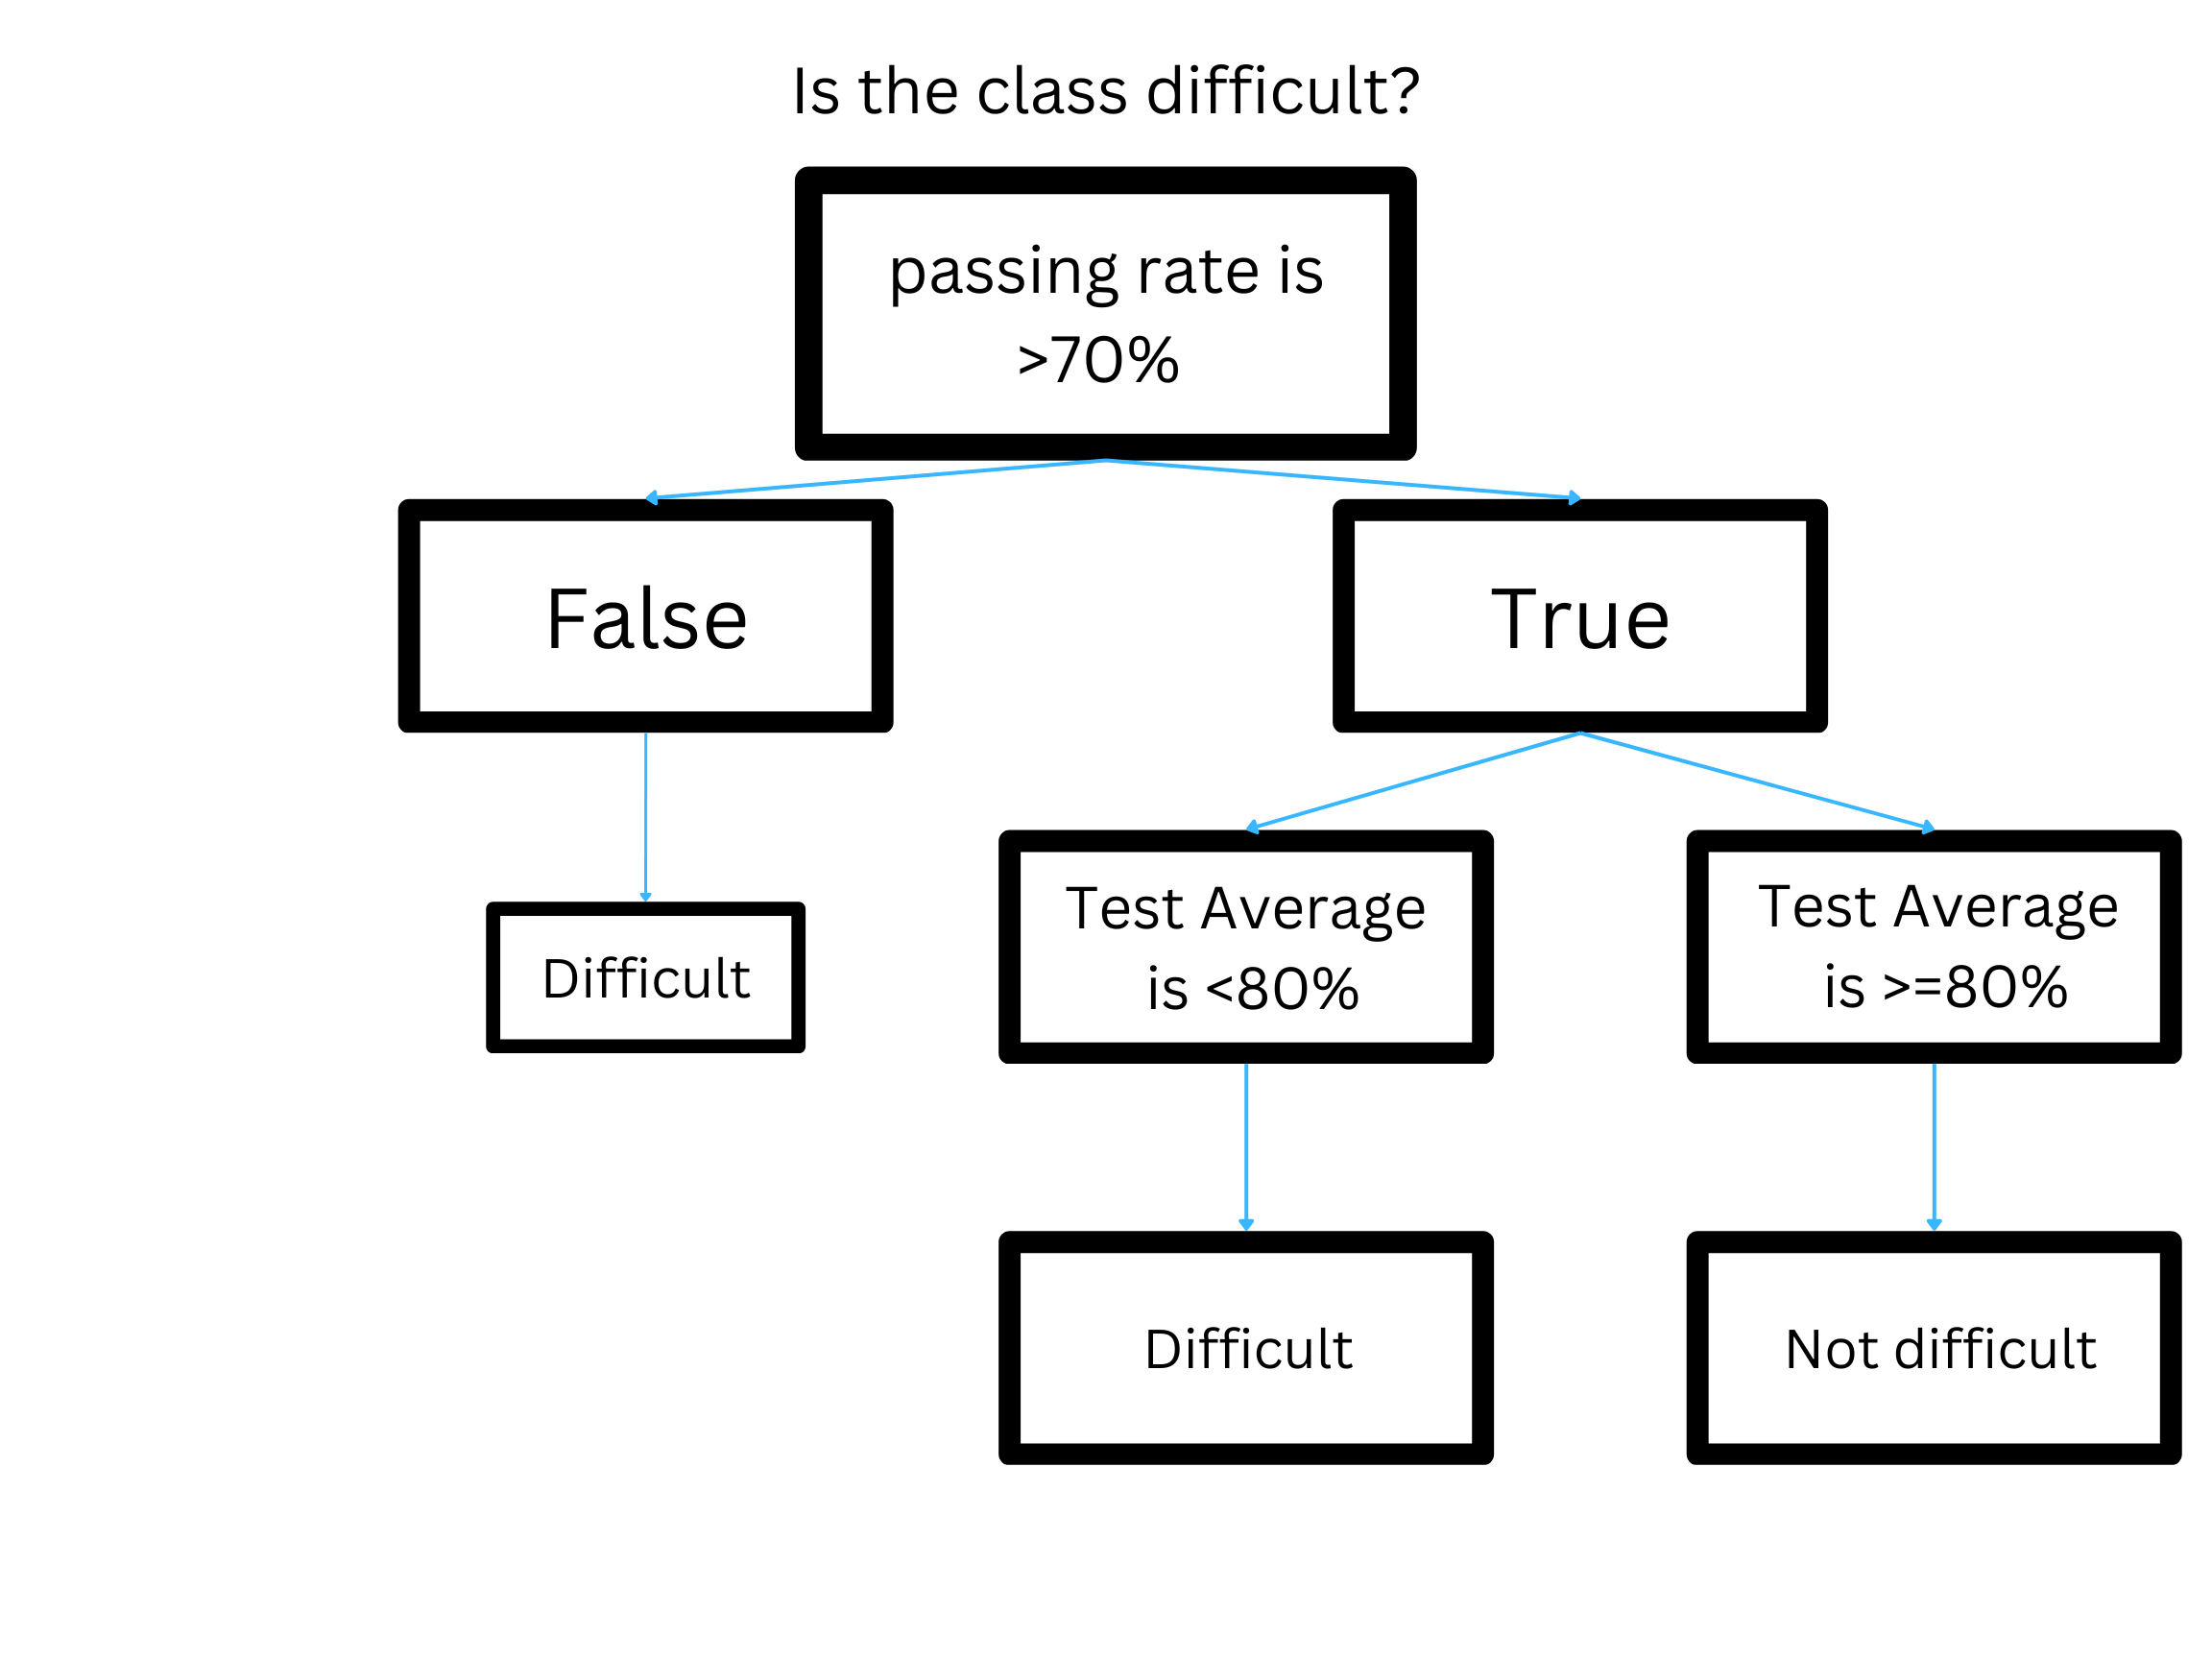 Is the class difficult?
passing rate is
>70%
False
True
Test Average
is <80%
Test Average
is >=80%
Difficult
Difficult
Not difficult